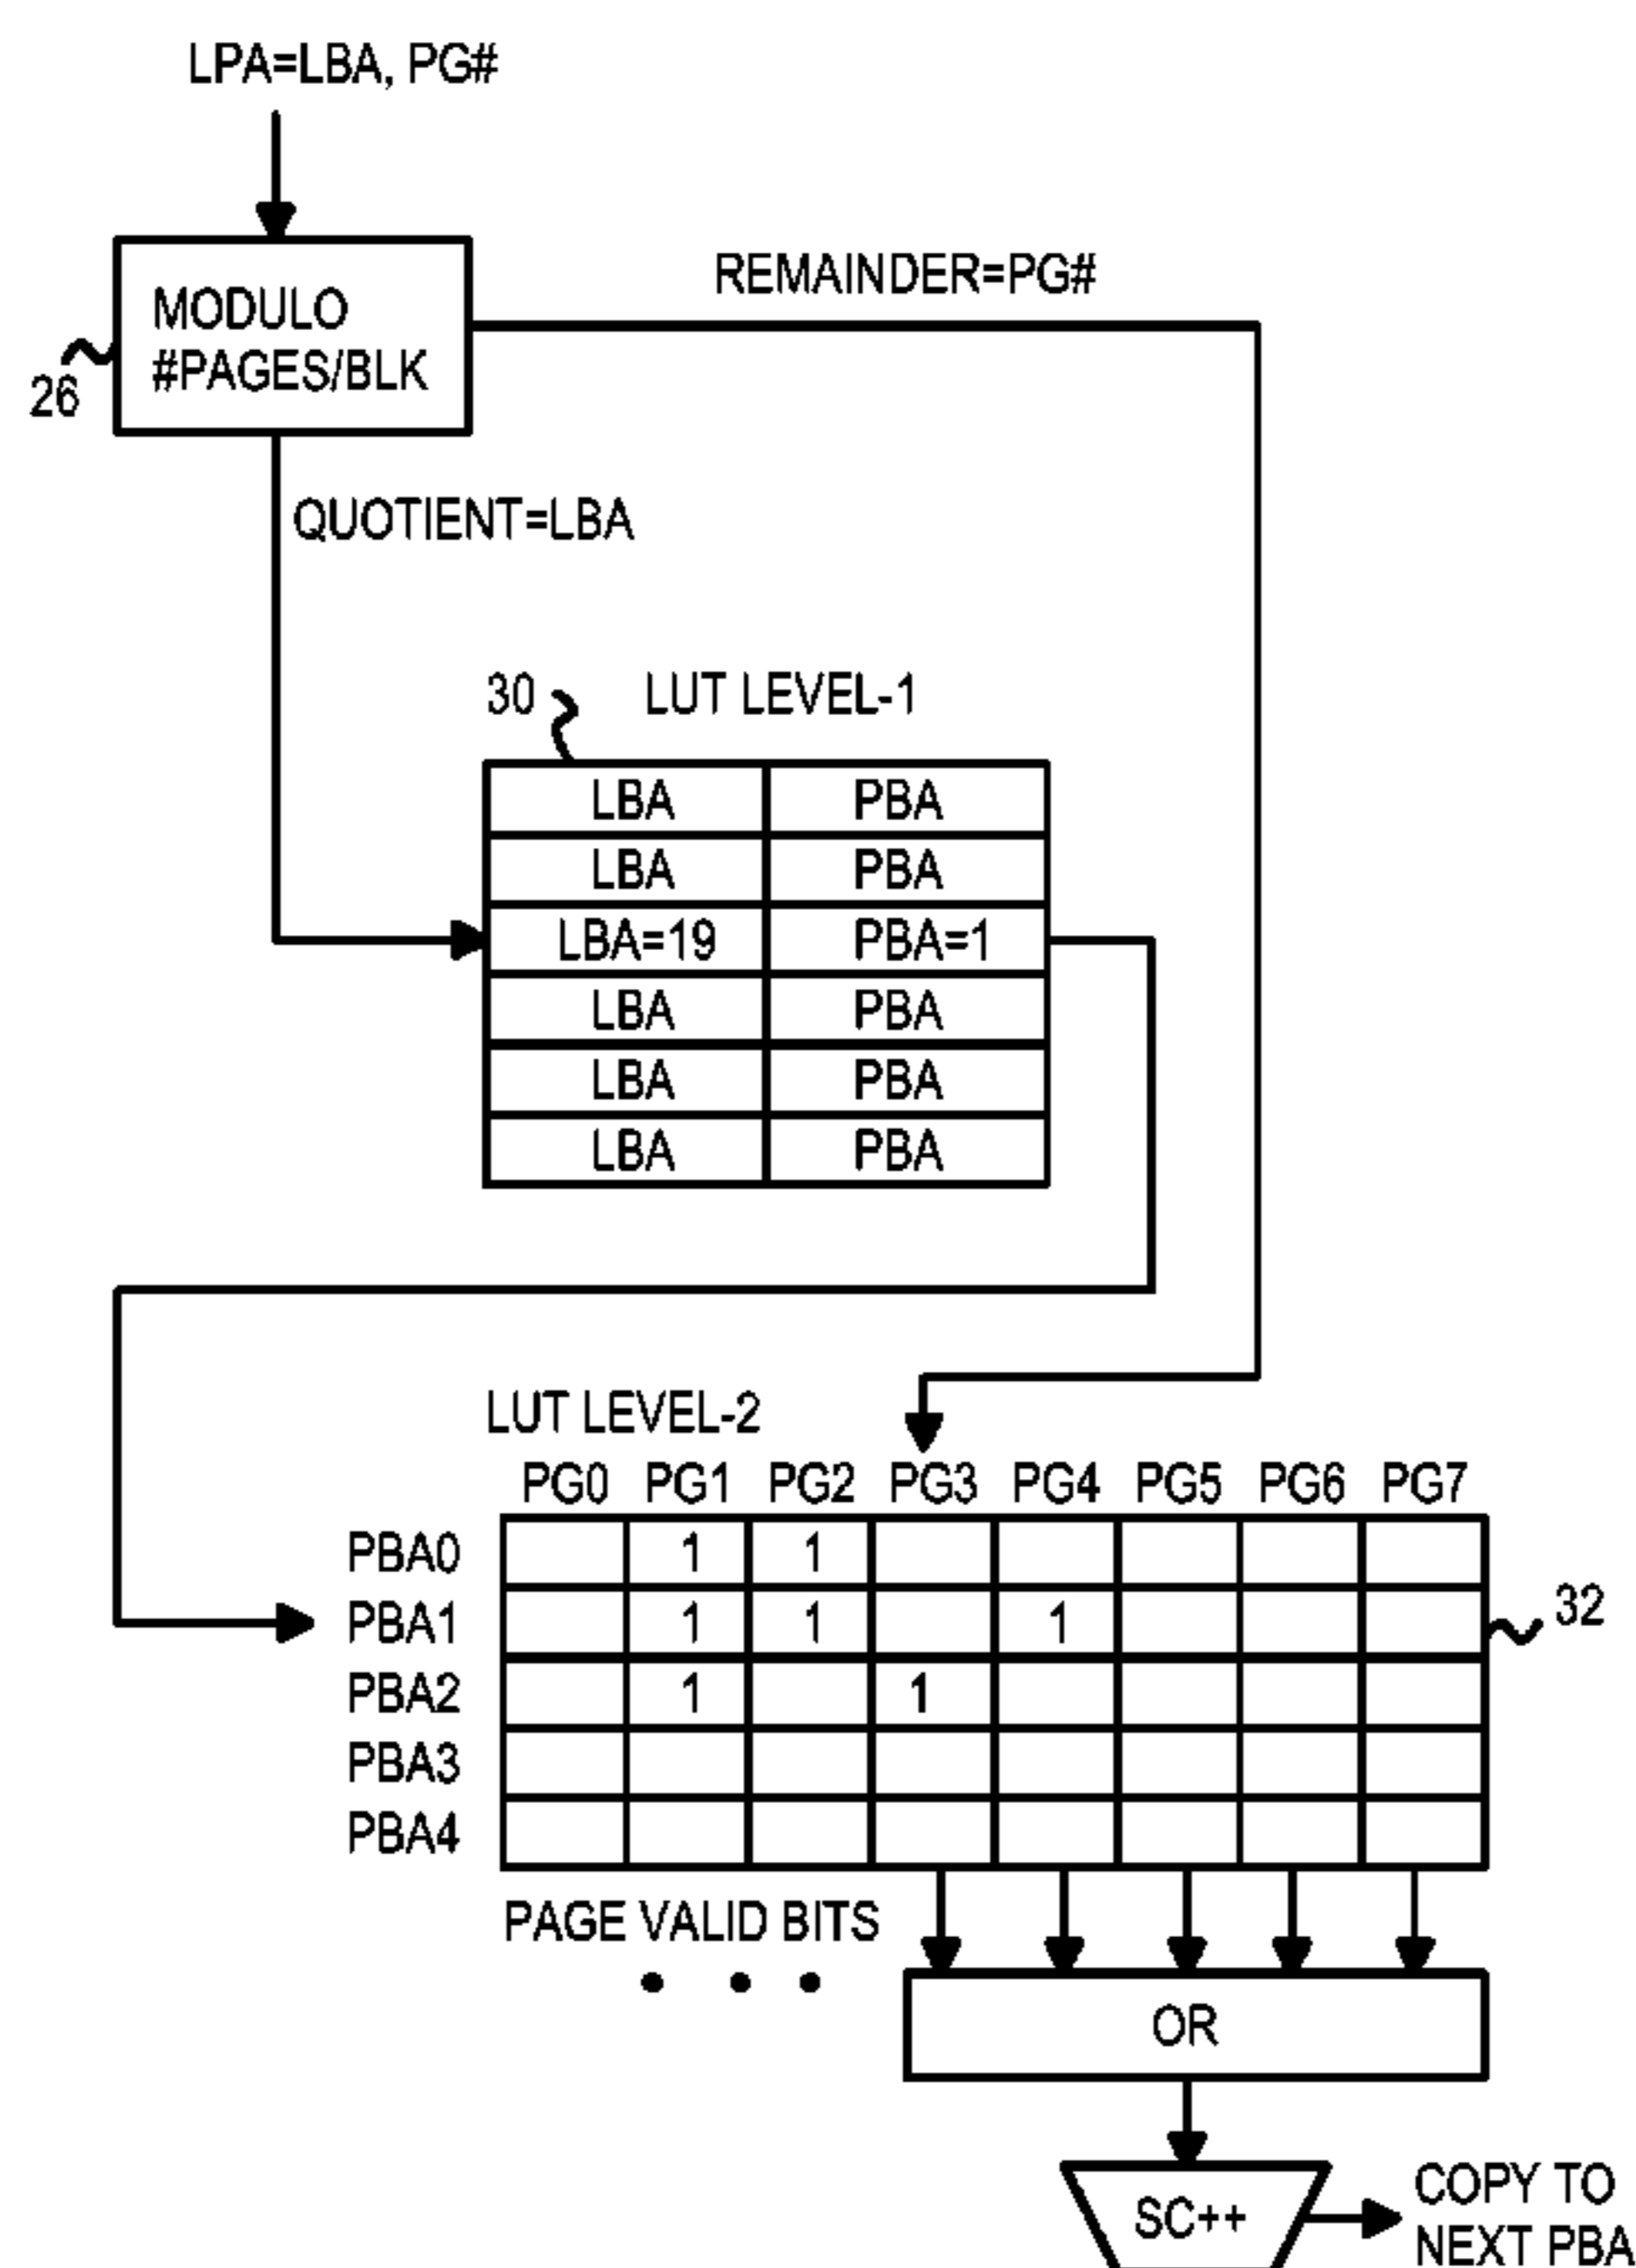 LPA=LBA, PG#
MODULO
#PAGES/BLK
26
REMAINDER=PG#
QUOTIENT=LBA
30
LUT LEVEL-1
LBA PBA
LBA PBA
LBA=19 PBA=1
LBA PBA
LBA PBA
LBA PBA
LUT LEVEL-2
PG0 PG1 PG2 PG3 PG4 PG5 PG6 PG7
PBA0 1 1
PBA1 1 1 1
32
PBA2 1 1
PBA3
PBA4
PAGE VALID BITS
• • •
OR
SC++
COPY TO
NEXT PBA